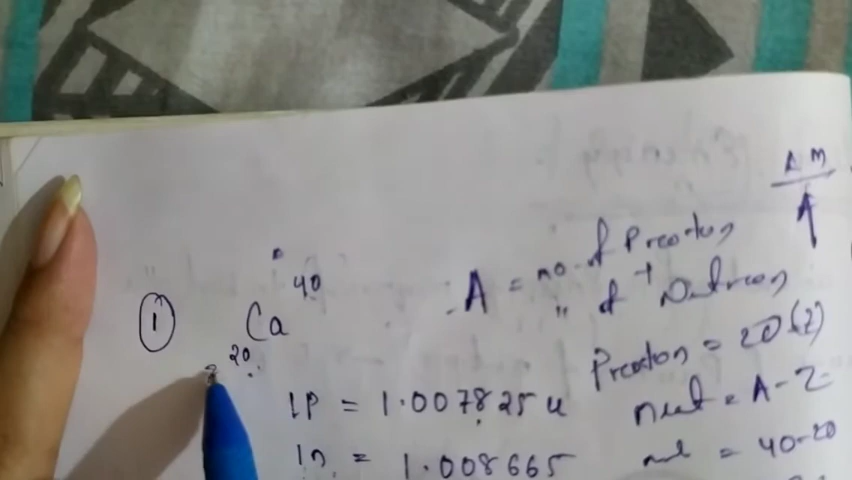 Δm
A
A = no. of Proton
+
" of Nutreon
① Ca 40
20
Proton = 20(Z)
1P = 1.007825 u
neut = A - Z
1n = 1.008665
= 40-20